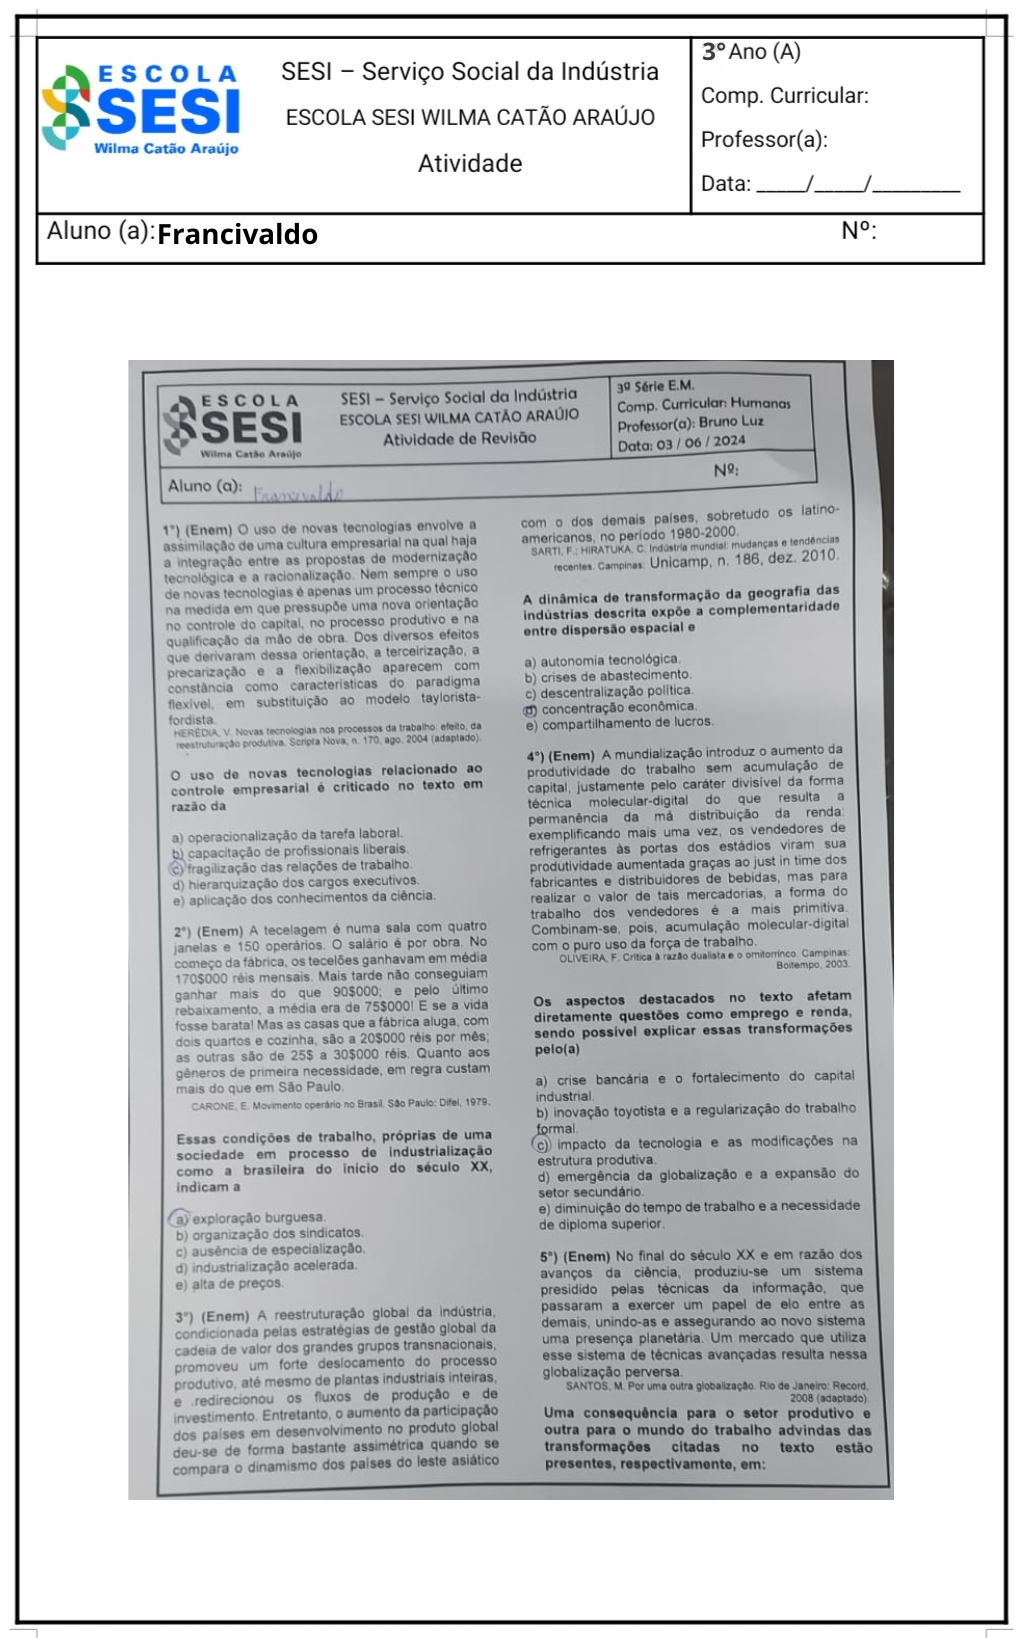 ESCOLA
SESI
Wilma Catão Araújo
SESI – Serviço Social da Indústria
ESCOLA SESI WILMA CATÃO ARAÚJO
Atividade
3º Ano (A)
Comp. Curricular:
Professor(a):
Data: _____/_____/_________
Aluno (a): Francivaldo
Nº:
ESCOLA
SESI
Wilma Catão Araújo
SESI – Serviço Social da Indústria
ESCOLA SESI WILMA CATÃO ARAÚJO
Atividade de Revisão
3ª Série E.M.
Comp. Curricular: Humanas
Professor(a): Bruno Luz
Data: 03 / 06 / 2024
Aluno (a): Francivaldo
Nº:
1°) (Enem) O uso de novas tecnologias envolve a
assimilação de uma cultura empresarial na qual haja
a integração entre as propostas de modernização
tecnológica e a racionalização. Nem sempre o uso
de novas tecnologias é apenas um processo técnico
na medida em que pressupõe uma nova orientação
no controle do capital, no processo produtivo e na
qualificação da mão de obra. Dos diversos efeitos
que derivaram dessa orientação, a terceirização, a
precarização e a flexibilização aparecem com
constância como características do paradigma
flexível, em substituição ao modelo taylorista-
fordista.
HERÉDIA, V. Novas tecnologias nos processos da trabalho: efeito, da
reestruturação produtiva. Scripta Nova, n. 170, ago. 2004 (adaptado).
O uso de novas tecnologias relacionado ao
controle empresarial é criticado no texto em
razão da
a) operacionalização da tarefa laboral.
b) capacitação de profissionais liberais.
c) fragilização das relações de trabalho.
d) hierarquização dos cargos executivos.
e) aplicação dos conhecimentos da ciência.
2°) (Enem) A tecelagem é numa sala com quatro
janelas e 150 operários. O salário é por obra. No
começo da fábrica, os tecelões ganhavam em média
170$000 réis mensais. Mais tarde não conseguiam
ganhar mais do que 90$000; e pelo último
rebaixamento, a média era de 75$000! E se a vida
fosse barata! Mas as casas que a fábrica aluga, com
dois quartos e cozinha, são a 20$000 réis por mês;
as outras são de 25$ a 30$000 réis. Quanto aos
gêneros de primeira necessidade, em regra custam
mais do que em São Paulo.
CARONE, E. Movimento operário no Brasil. São Paulo: Difel, 1979.
Essas condições de trabalho, próprias de uma
sociedade em processo de industrialização
como a brasileira do início do século XX,
indicam a
a) exploração burguesa.
b) organização dos sindicatos.
c) ausência de especialização.
d) industrialização acelerada.
e) alta de preços.
3°) (Enem) A reestruturação global da indústria,
condicionada pelas estratégias de gestão global da
cadeia de valor dos grandes grupos transnacionais,
promoveu um forte deslocamento do processo
produtivo, até mesmo de plantas industriais inteiras,
e .redirecionou os fluxos de produção e de
investimento. Entretanto, o aumento da participação
dos países em desenvolvimento no produto global
deu-se de forma bastante assimétrica quando se
compara o dinamismo dos países do leste asiático
com o dos demais países, sobretudo os latino-
americanos, no período 1980-2000.
SARTI, F.; HIRATUKA, C. Indústria mundial: mudanças e tendências
recentes. Campinas: Unicamp, n. 186, dez. 2010.
A dinâmica de transformação da geografia das
indústrias descrita expõe a complementaridade
entre dispersão espacial e
a) autonomia tecnológica.
b) crises de abastecimento.
c) descentralização política.
d) concentração econômica.
e) compartilhamento de lucros.
4°) (Enem) A mundialização introduz o aumento da
produtividade do trabalho sem acumulação de
capital, justamente pelo caráter divisível da forma
técnica molecular-digital do que resulta a
permanência da má distribuição da renda:
exemplificando mais uma vez, os vendedores de
refrigerantes às portas dos estádios viram sua
produtividade aumentada graças ao just in time dos
fabricantes e distribuidores de bebidas, mas para
realizar o valor de tais mercadorias, a forma do
trabalho dos vendedores é a mais primitiva.
Combinam-se, pois, acumulação molecular-digital
com o puro uso da força de trabalho.
OLIVEIRA, F. Crítica à razão dualista e o ornitorrinco. Campinas:
Boitempo, 2003.
Os aspectos destacados no texto afetam
diretamente questões como emprego e renda,
sendo possível explicar essas transformações
pelo(a)
a) crise bancária e o fortalecimento do capital
industrial.
b) inovação toyotista e a regularização do trabalho
formal.
c) impacto da tecnologia e as modificações na
estrutura produtiva.
d) emergência da globalização e a expansão do
setor secundário.
e) diminuição do tempo de trabalho e a necessidade
de diploma superior.
5°) (Enem) No final do século XX e em razão dos
avanços da ciência, produziu-se um sistema
presidido pelas técnicas da informação, que
passaram a exercer um papel de elo entre as
demais, unindo-as e assegurando ao novo sistema
uma presença planetária. Um mercado que utiliza
esse sistema de técnicas avançadas resulta nessa
globalização perversa.
SANTOS, M. Por uma outra globalização. Rio de Janeiro: Record,
2008 (adaptado).
Uma consequência para o setor produtivo e
outra para o mundo do trabalho advindas das
transformações citadas no texto estão
presentes, respectivamente, em: